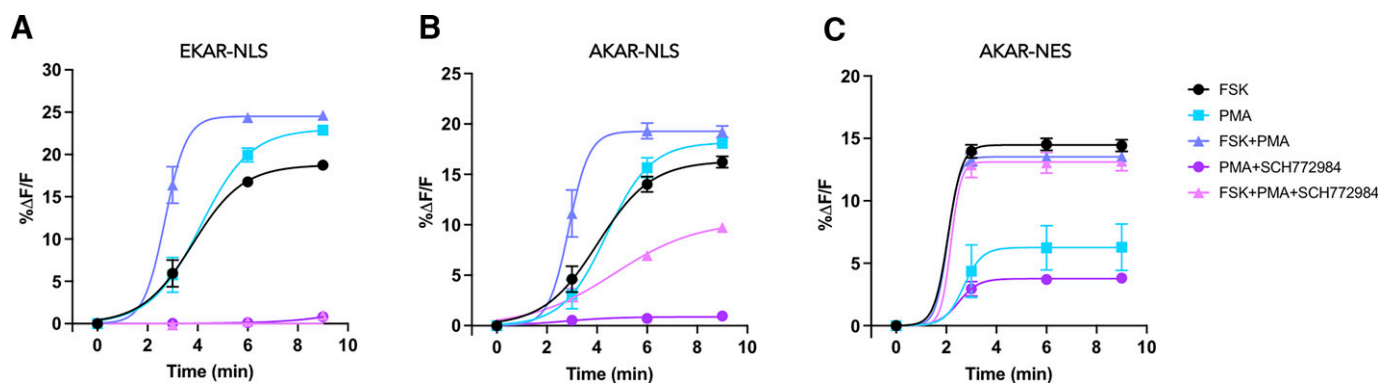 A
EKAR-NLS
%ΔF/F
30
25
20
15
10
5
0
0 2 4 6 8 10
Time (min)
B
AKAR-NLS
%ΔF/F
25
20
15
10
5
0
0 2 4 6 8 10
Time (min)
C
AKAR-NES
%ΔF/F
20
15
10
5
0
0 2 4 6 8 10
Time (min)
FSK
PMA
FSK+PMA
PMA+SCH772984
FSK+PMA+SCH772984